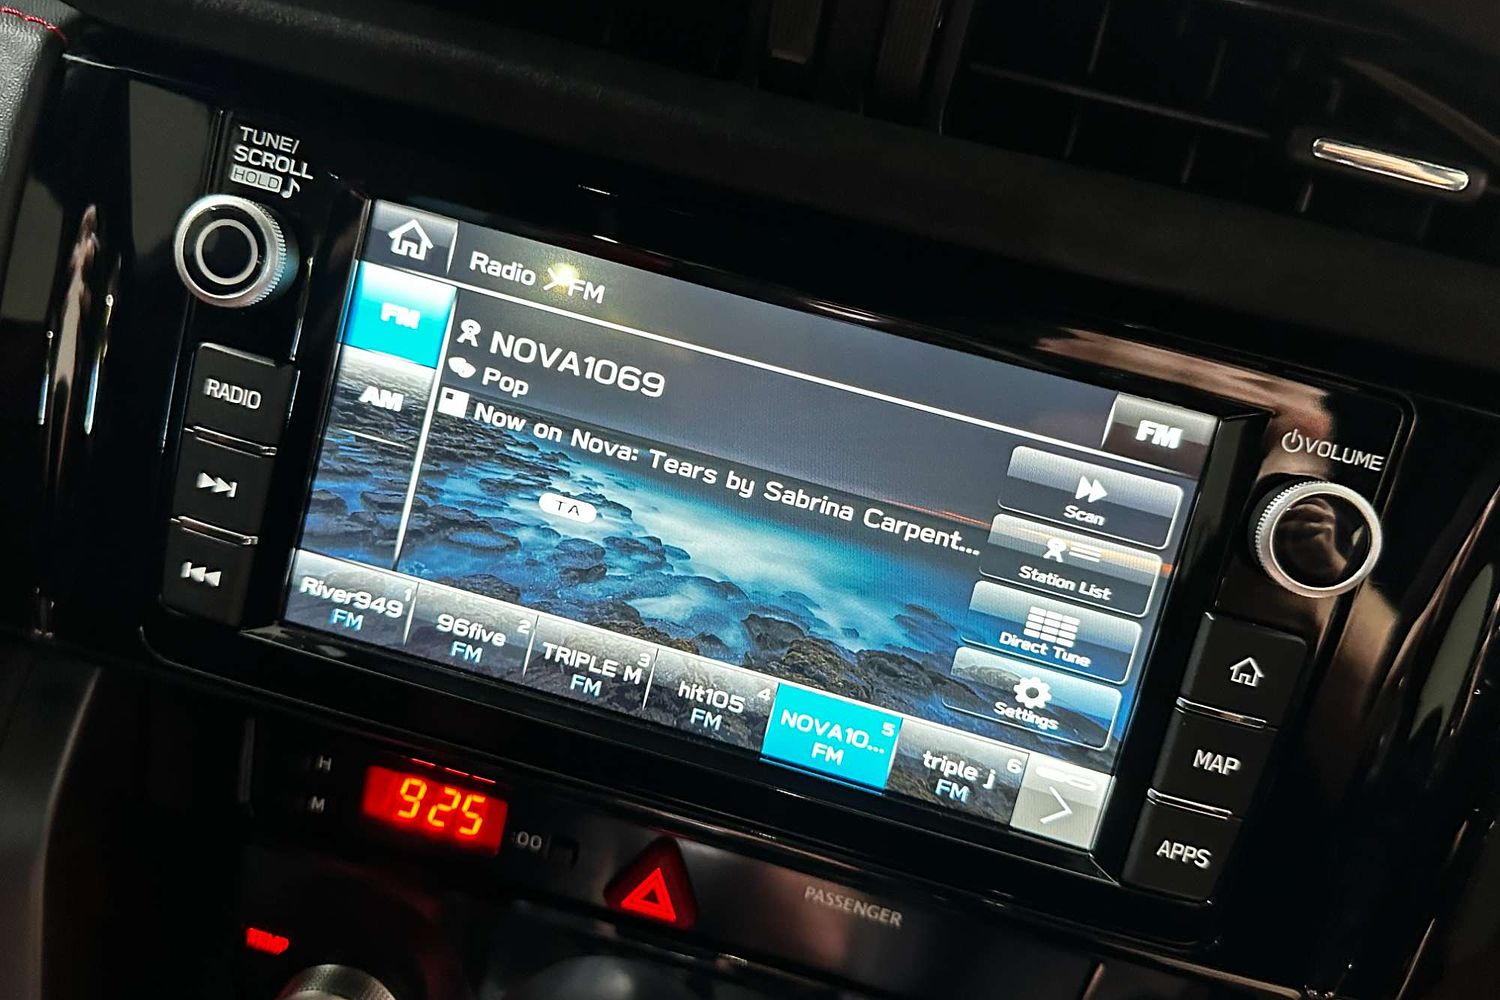 TUNE/
SCROLL
HOLD
Radio > FM
FM
FM
AM
NOVA1069
Pop
Now on Nova: Tears by Sabrina Carpent...
TA
Scan
Station List
Direct Tune
Settings
River949 1
FM
96five 2
FM
TRIPLE M 3
FM
hit105 4
FM
NOVA10... 5
FM
triple j 6
FM
RADIO
VOLUME
MAP
APPS
H
M
925
:00
PASSENGER
TEMP